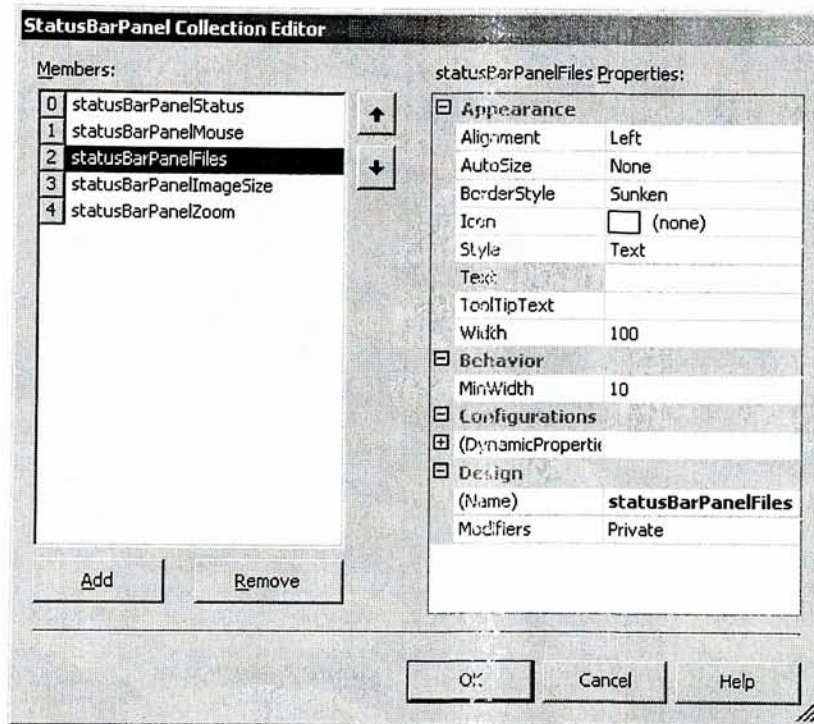 StatusBarPanel Collection Editor
Members:
0 statusBarPanelStatus
1 statusBarPanelMouse
2 statusBarPanelFiles
3 statusBarPanelImageSize
4 statusBarPanelZoom
Add
Remove
statusBarPanelFiles Properties:
Appearance
Alignment Left
AutoSize None
BorderStyle Sunken
Icon (none)
Style Text
Text
ToolTipText
Width 100
Behavior
MinWidth 10
Configurations
(DynamicPropertie
Design
(Name) statusBarPanelFiles
Modifiers Private
OK
Cancel
Help